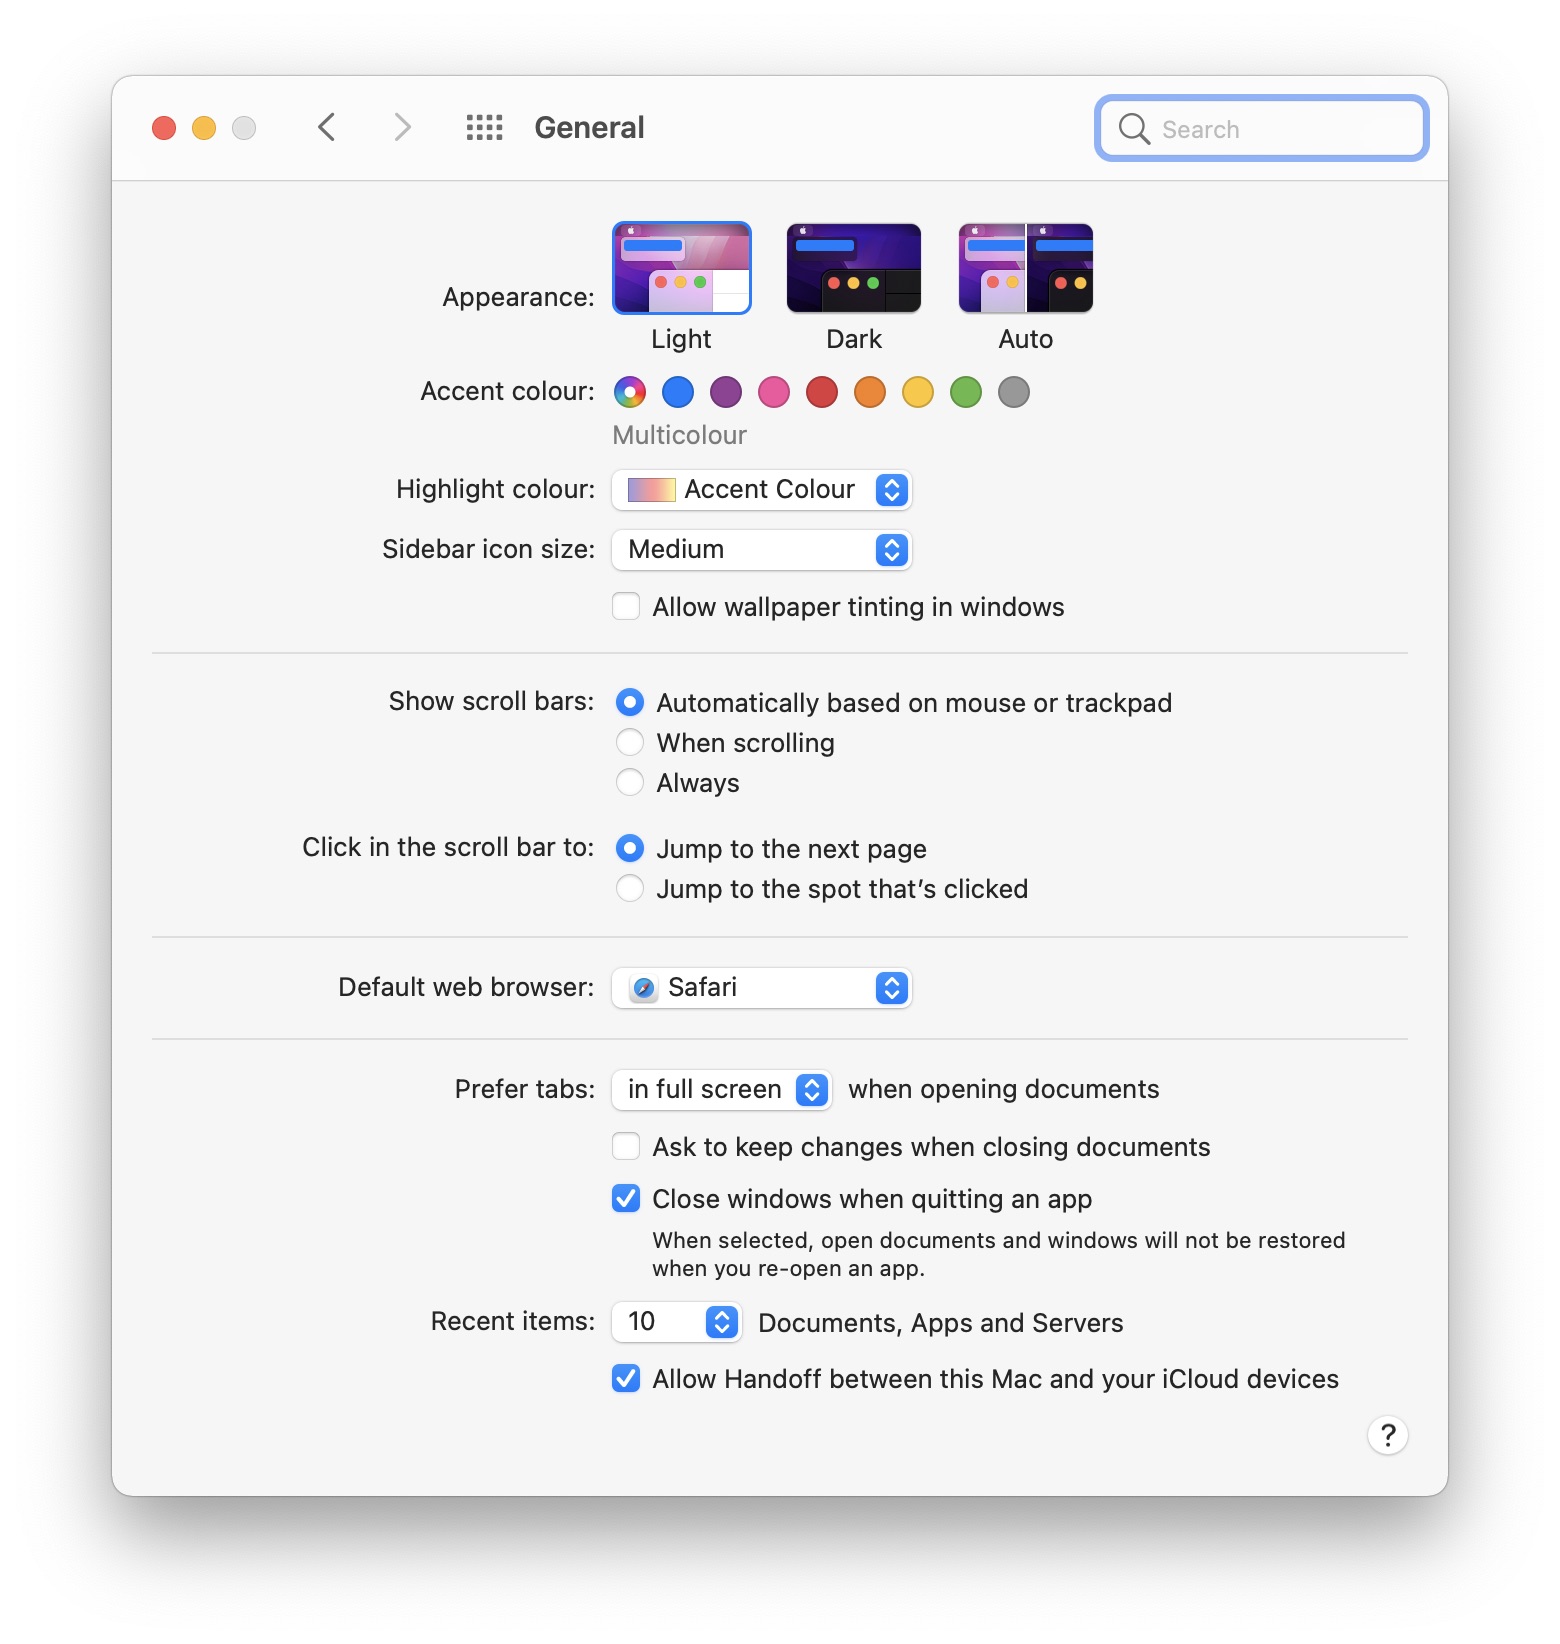 General
Search
Appearance:
Light
Dark
Auto
Accent colour:
Multicolour
Highlight colour: Accent Colour
Sidebar icon size: Medium
Allow wallpaper tinting in windows
Show scroll bars: Automatically based on mouse or trackpad
When scrolling
Always
Click in the scroll bar to: Jump to the next page
Jump to the spot that’s clicked
Default web browser: Safari
Prefer tabs: in full screen when opening documents
Ask to keep changes when closing documents
Close windows when quitting an app
When selected, open documents and windows will not be restored
when you re-open an app.
Recent items: 10 Documents, Apps and Servers
Allow Handoff between this Mac and your iCloud devices
?